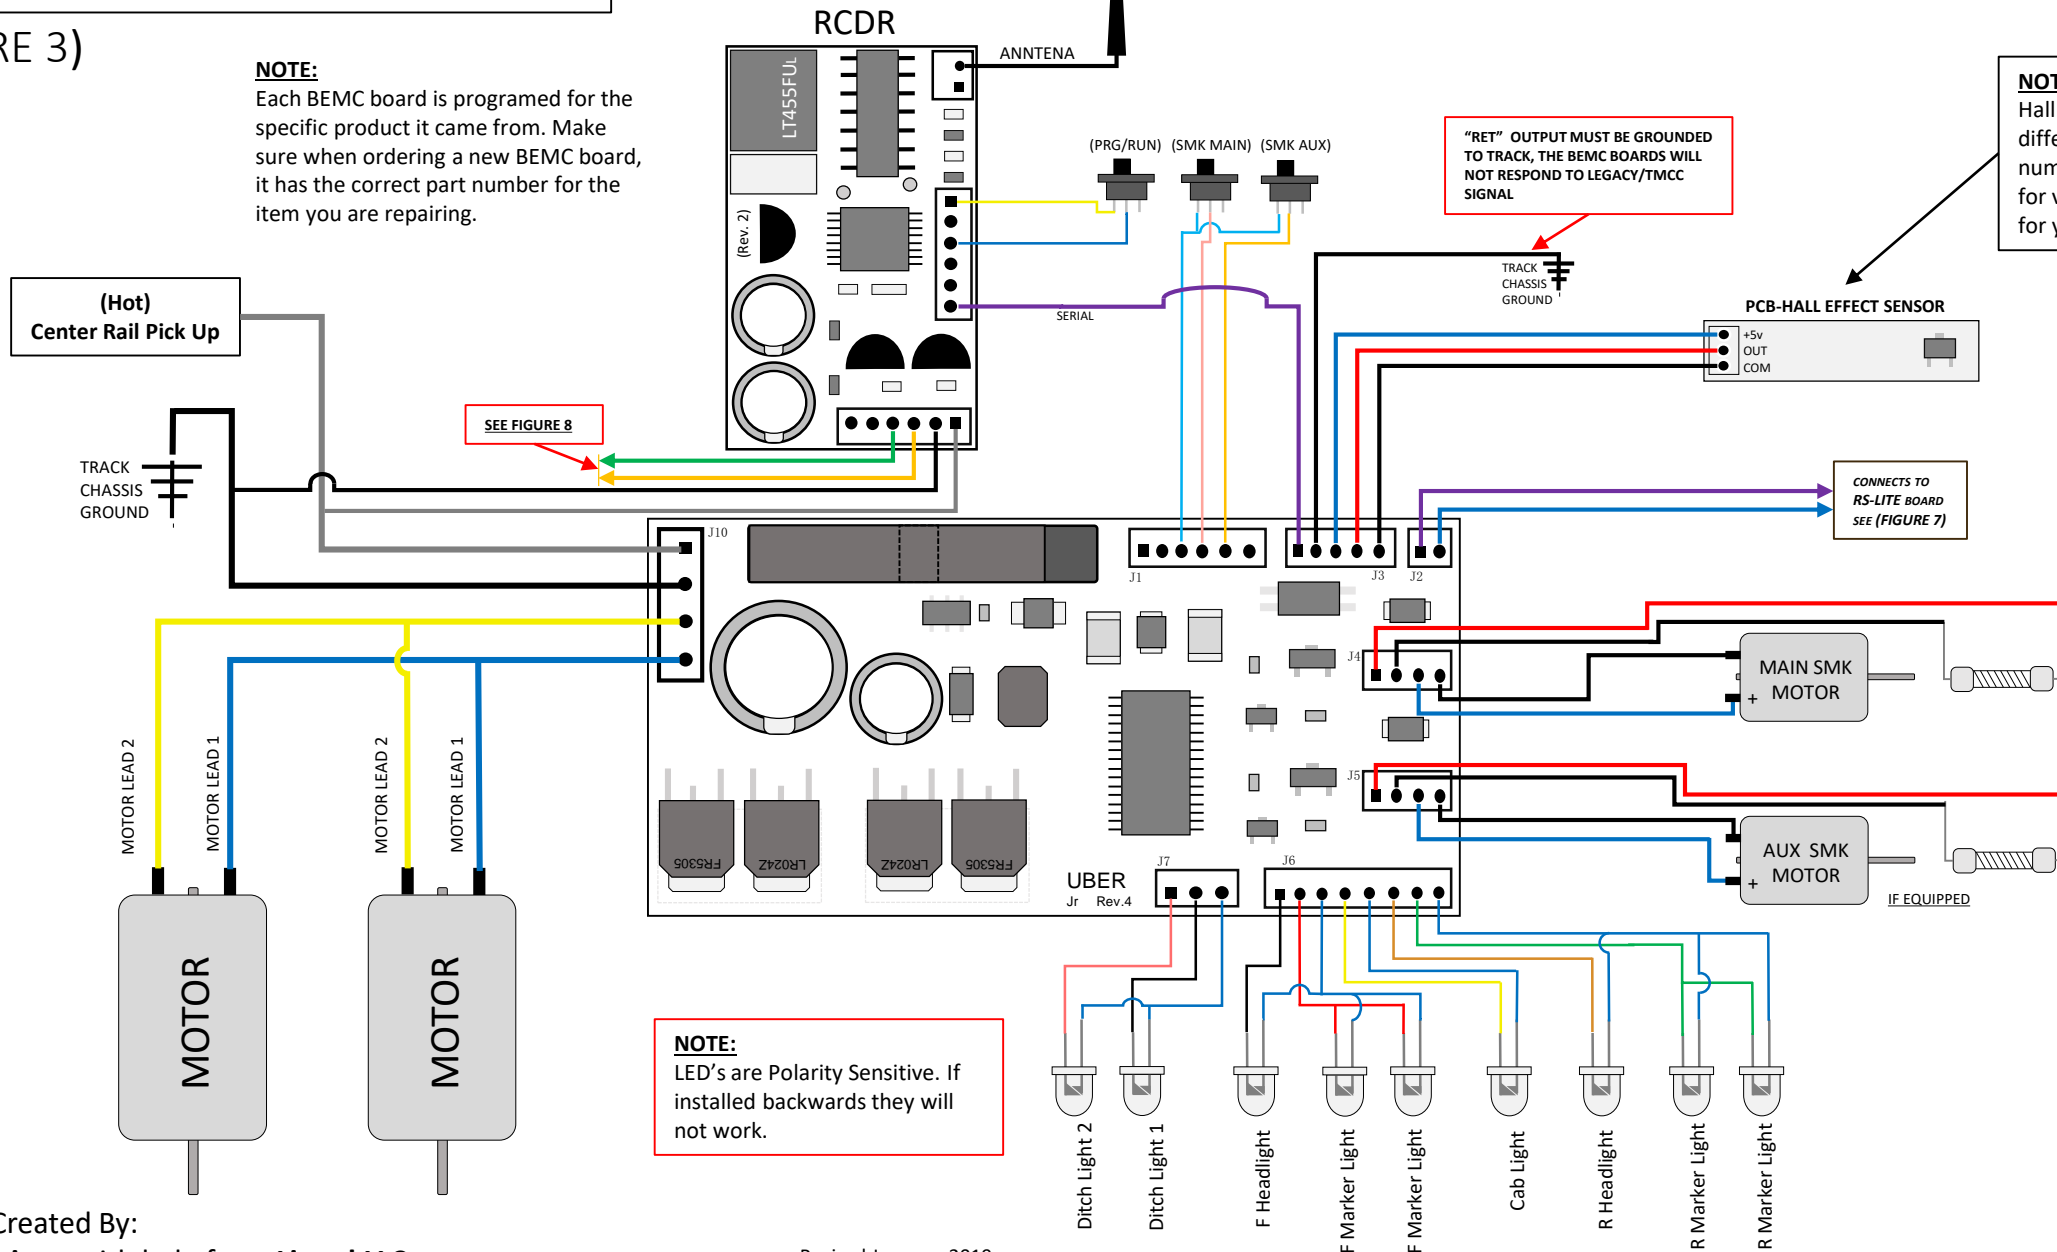 RE 3)
NOTE:
Each BEMC board is programed for the
specific product it came from. Make
sure when ordering a new BEMC board,
it has the correct part number for the
item you are repairing.
RCDR
ANNTENA
LT455FUL
(Rev. 2)
(PRG/RUN) (SMK MAIN) (SMK AUX)
"RET" OUTPUT MUST BE GROUNDED
TO TRACK, THE BEMC BOARDS WILL
NOT RESPOND TO LEGACY/TMCC
SIGNAL
Hall
for
for
(Hot)
Center Rail Pick Up
TRACK
CHASSIS
GROUND
SERIAL
PCB-HALL EFFECT SENSOR
+5v
OUT
COM
SEE FIGURE 8
TRACK
CHASSIS
GROUND
CONNECTS TO
RS-LITE BOARD
SEE (FIGURE 7)
J10
J1
J3
J2
J4
MAIN SMK
MOTOR
+
J5
AUX SMK
MOTOR
+
IF EQUIPPED
MOTOR LEAD 2
MOTOR LEAD 1
MOTOR LEAD 2
MOTOR LEAD 1
FR5305
LR024Z
LR024Z
FR5305
UBER
Jr Rev.4
J7
J6
MOTOR
MOTOR
NOTE:
LED's are Polarity Sensitive. If
installed backwards they will
not work.
Ditch Light 2
Ditch Light 1
F Headlight
F Marker Light
F Marker Light
Cab Light
R Headlight
R Marker Light
R Marker Light
Created By: